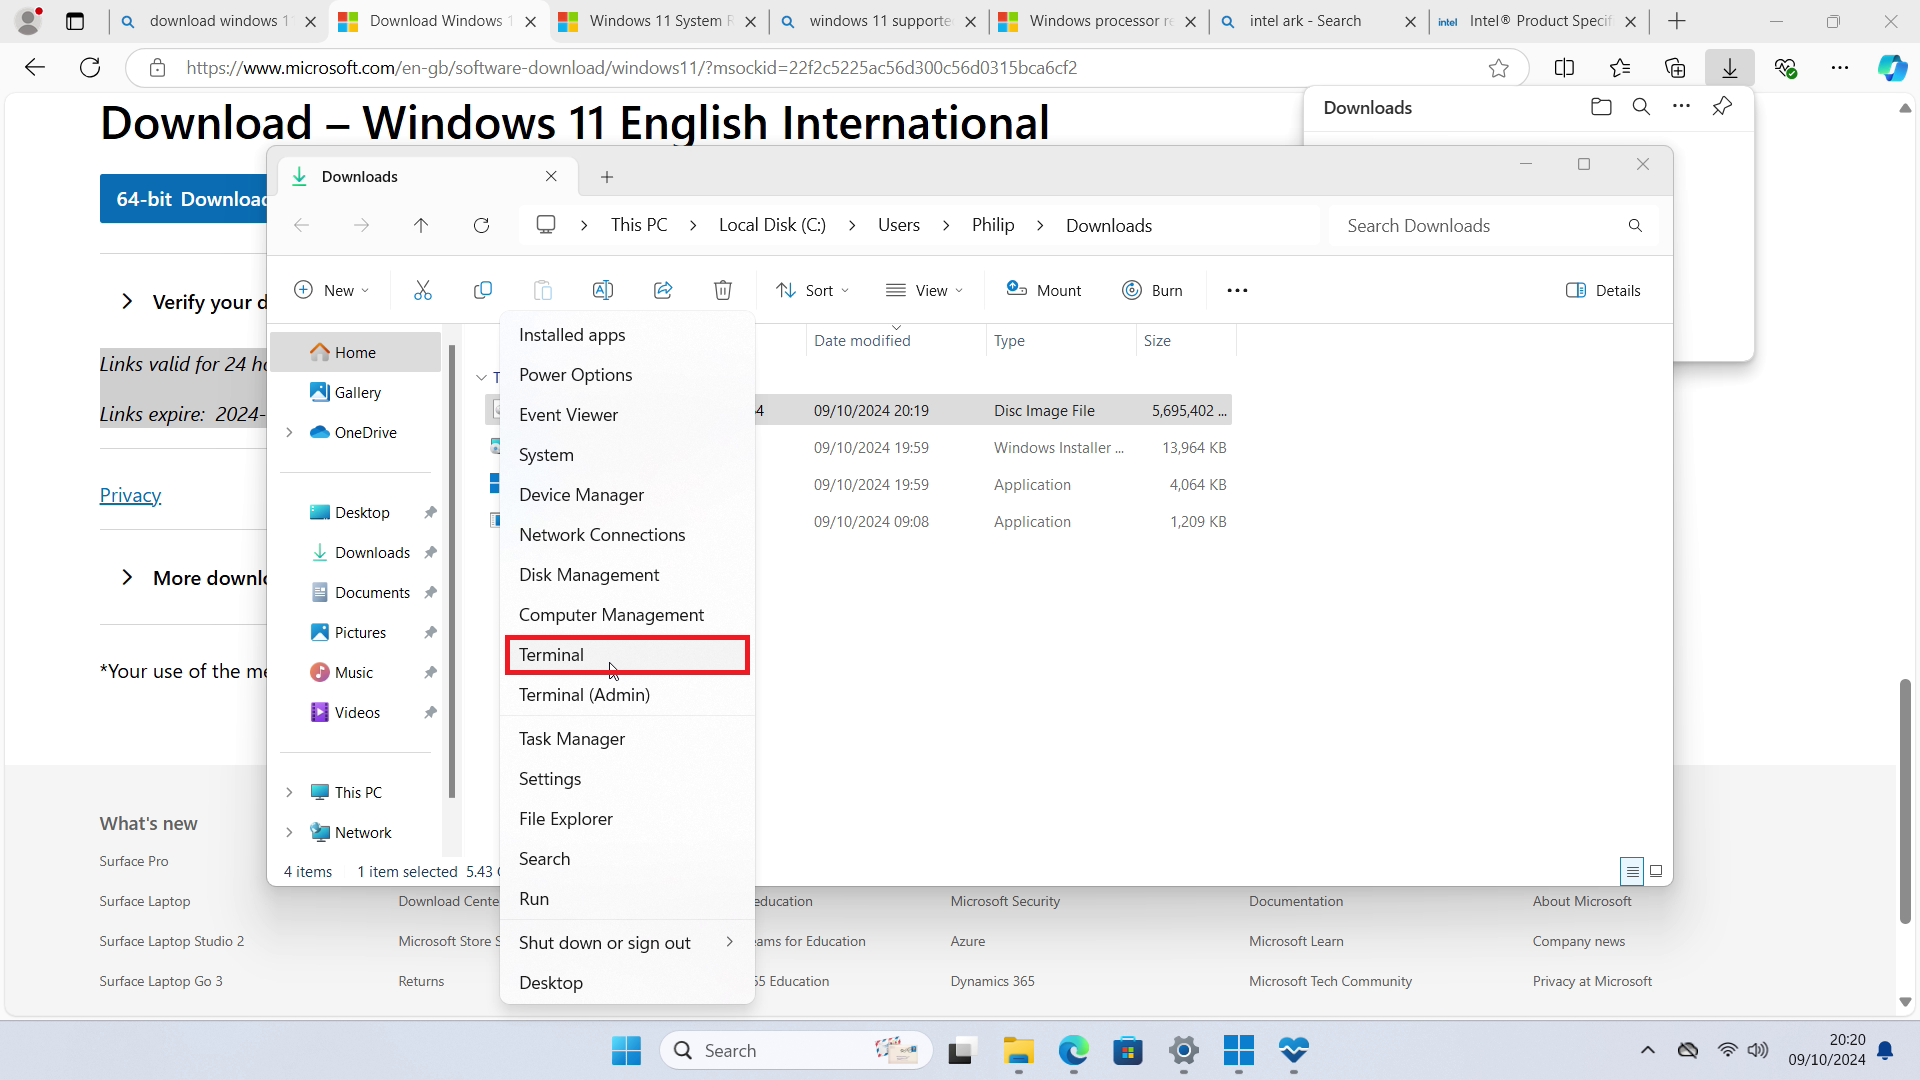 download windows 1
Download Windows 1
Windows 11 System R
windows 11 supporte
Windows processor re
intel ark - Search
intel
Intel® Product Specif
https://www.microsoft.com/en-gb/software-download/windows11/?msockid=22f2c5225ac56d300c56d0315bca6cf2
Download – Windows 11 English International
Downloads
64-bit Download
Downloads
This PC
Local Disk (C:)
Users
Philip
Downloads
Search Downloads
New
Sort
View
Mount
Burn
Details
Verify your d
Links valid for 24 ho
Links expire: 2024-
Privacy
More downlo
*Your use of the me
Home
Gallery
OneDrive
Desktop
Downloads
Documents
Pictures
Music
Videos
This PC
Network
Date modified
Type
Size
T
4
09/10/2024 20:19
Disc Image File
5,695,402 ...
09/10/2024 19:59
Windows Installer ...
13,964 KB
09/10/2024 19:59
Application
4,064 KB
09/10/2024 09:08
Application
1,209 KB
4 items
1 item selected 5.43
Installed apps
Power Options
Event Viewer
System
Device Manager
Network Connections
Disk Management
Computer Management
Terminal
Terminal (Admin)
Task Manager
Settings
File Explorer
Search
Run
Shut down or sign out
Desktop
What's new
Surface Pro
Surface Laptop
Surface Laptop Studio 2
Surface Laptop Go 3
Download Cente
Microsoft Store S
Returns
education
ams for Education
65 Education
Microsoft Security
Azure
Dynamics 365
Documentation
Microsoft Learn
Microsoft Tech Community
About Microsoft
Company news
Privacy at Microsoft
Search
20:20
09/10/2024